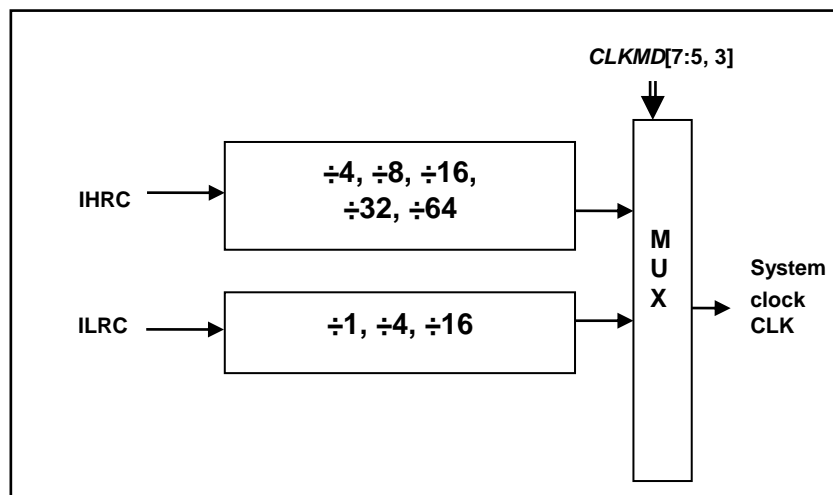 CLKMD[7:5, 3]
IHRC
÷4, ÷8, ÷16,
÷32, ÷64
M
U
X
System
clock
CLK
ILRC
÷1, ÷4, ÷16